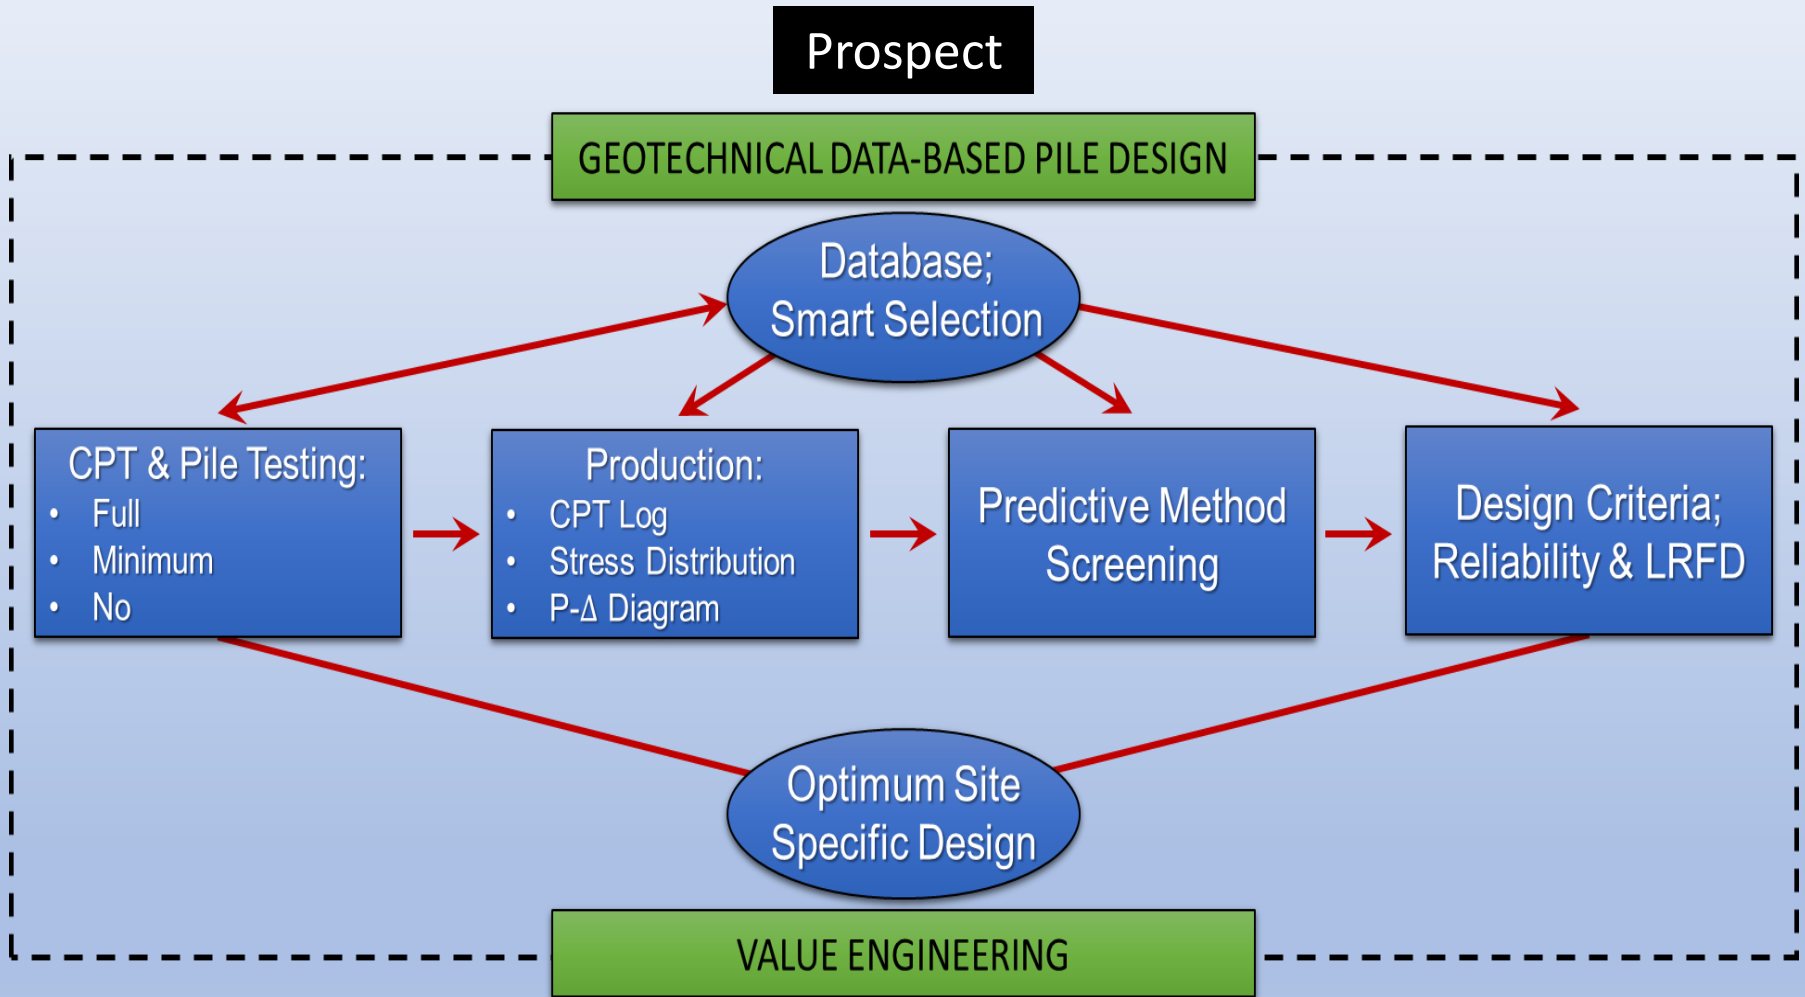 Prospect
GEOTECHNICAL DATA-BASED PILE DESIGN
Database;
Smart Selection
CPT & Pile Testing:
• Full
• Minimum
• No
Production:
• CPT Log
• Stress Distribution
• P-Δ Diagram
Predictive Method
Screening
Design Criteria;
Reliability & LRFD
Optimum Site
Specific Design
VALUE ENGINEERING